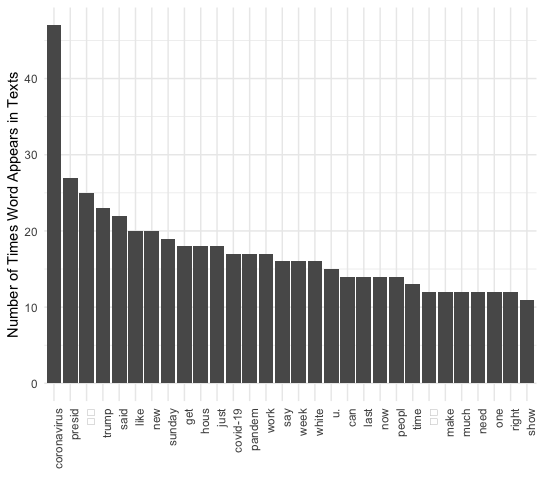 Number of Times Word Appears in Texts
40
30
20
10
0
coronavirus
presid
trump
said
like
new
sunday
get
hous
just
covid-19
pandem
work
say
week
white
u.
can
last
now
peopl
time
make
much
need
one
right
show